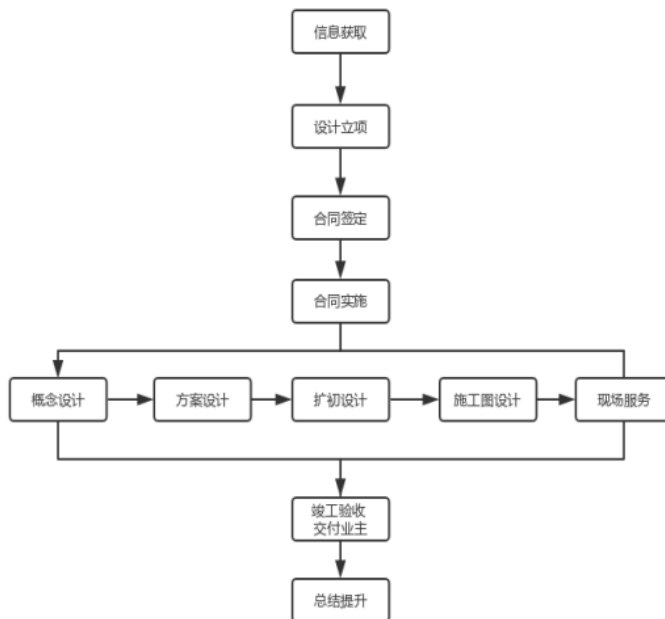 信息获取
设计立项
合同签定
合同实施
概念设计
方案设计
扩初设计
施工图设计
现场服务
竣工验收
交付业主
总结提升